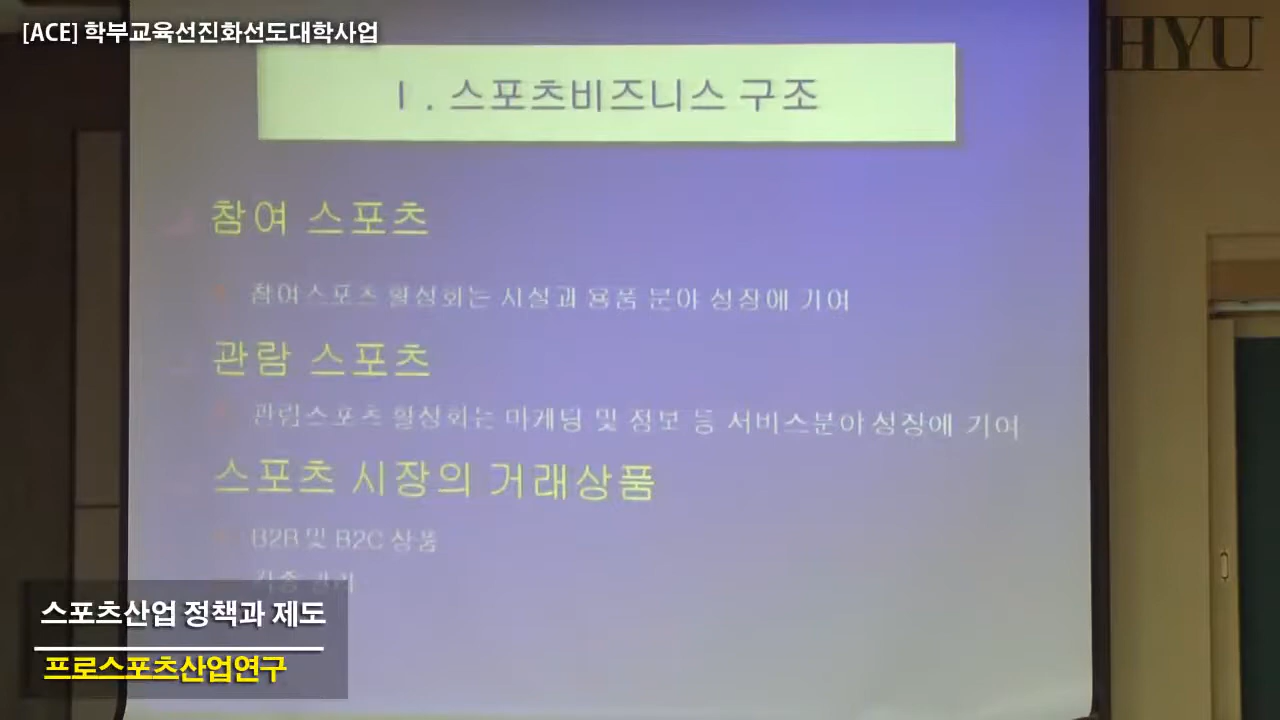 [ACE] 학부교육선진화선도대학사업
HYU
Ⅰ. 스포츠비즈니스 구조
참여 스포츠
참여스포츠 활성화는 시설과 용품 분야 성장에 기여
관람 스포츠
관람스포츠 활성화는 마케팅 및 정보 등 서비스분야 성장에 기여
스포츠 시장의 거래상품
B2B 및 B2C 상품
각종
스포츠산업 정책과 제도
프로스포츠산업연구